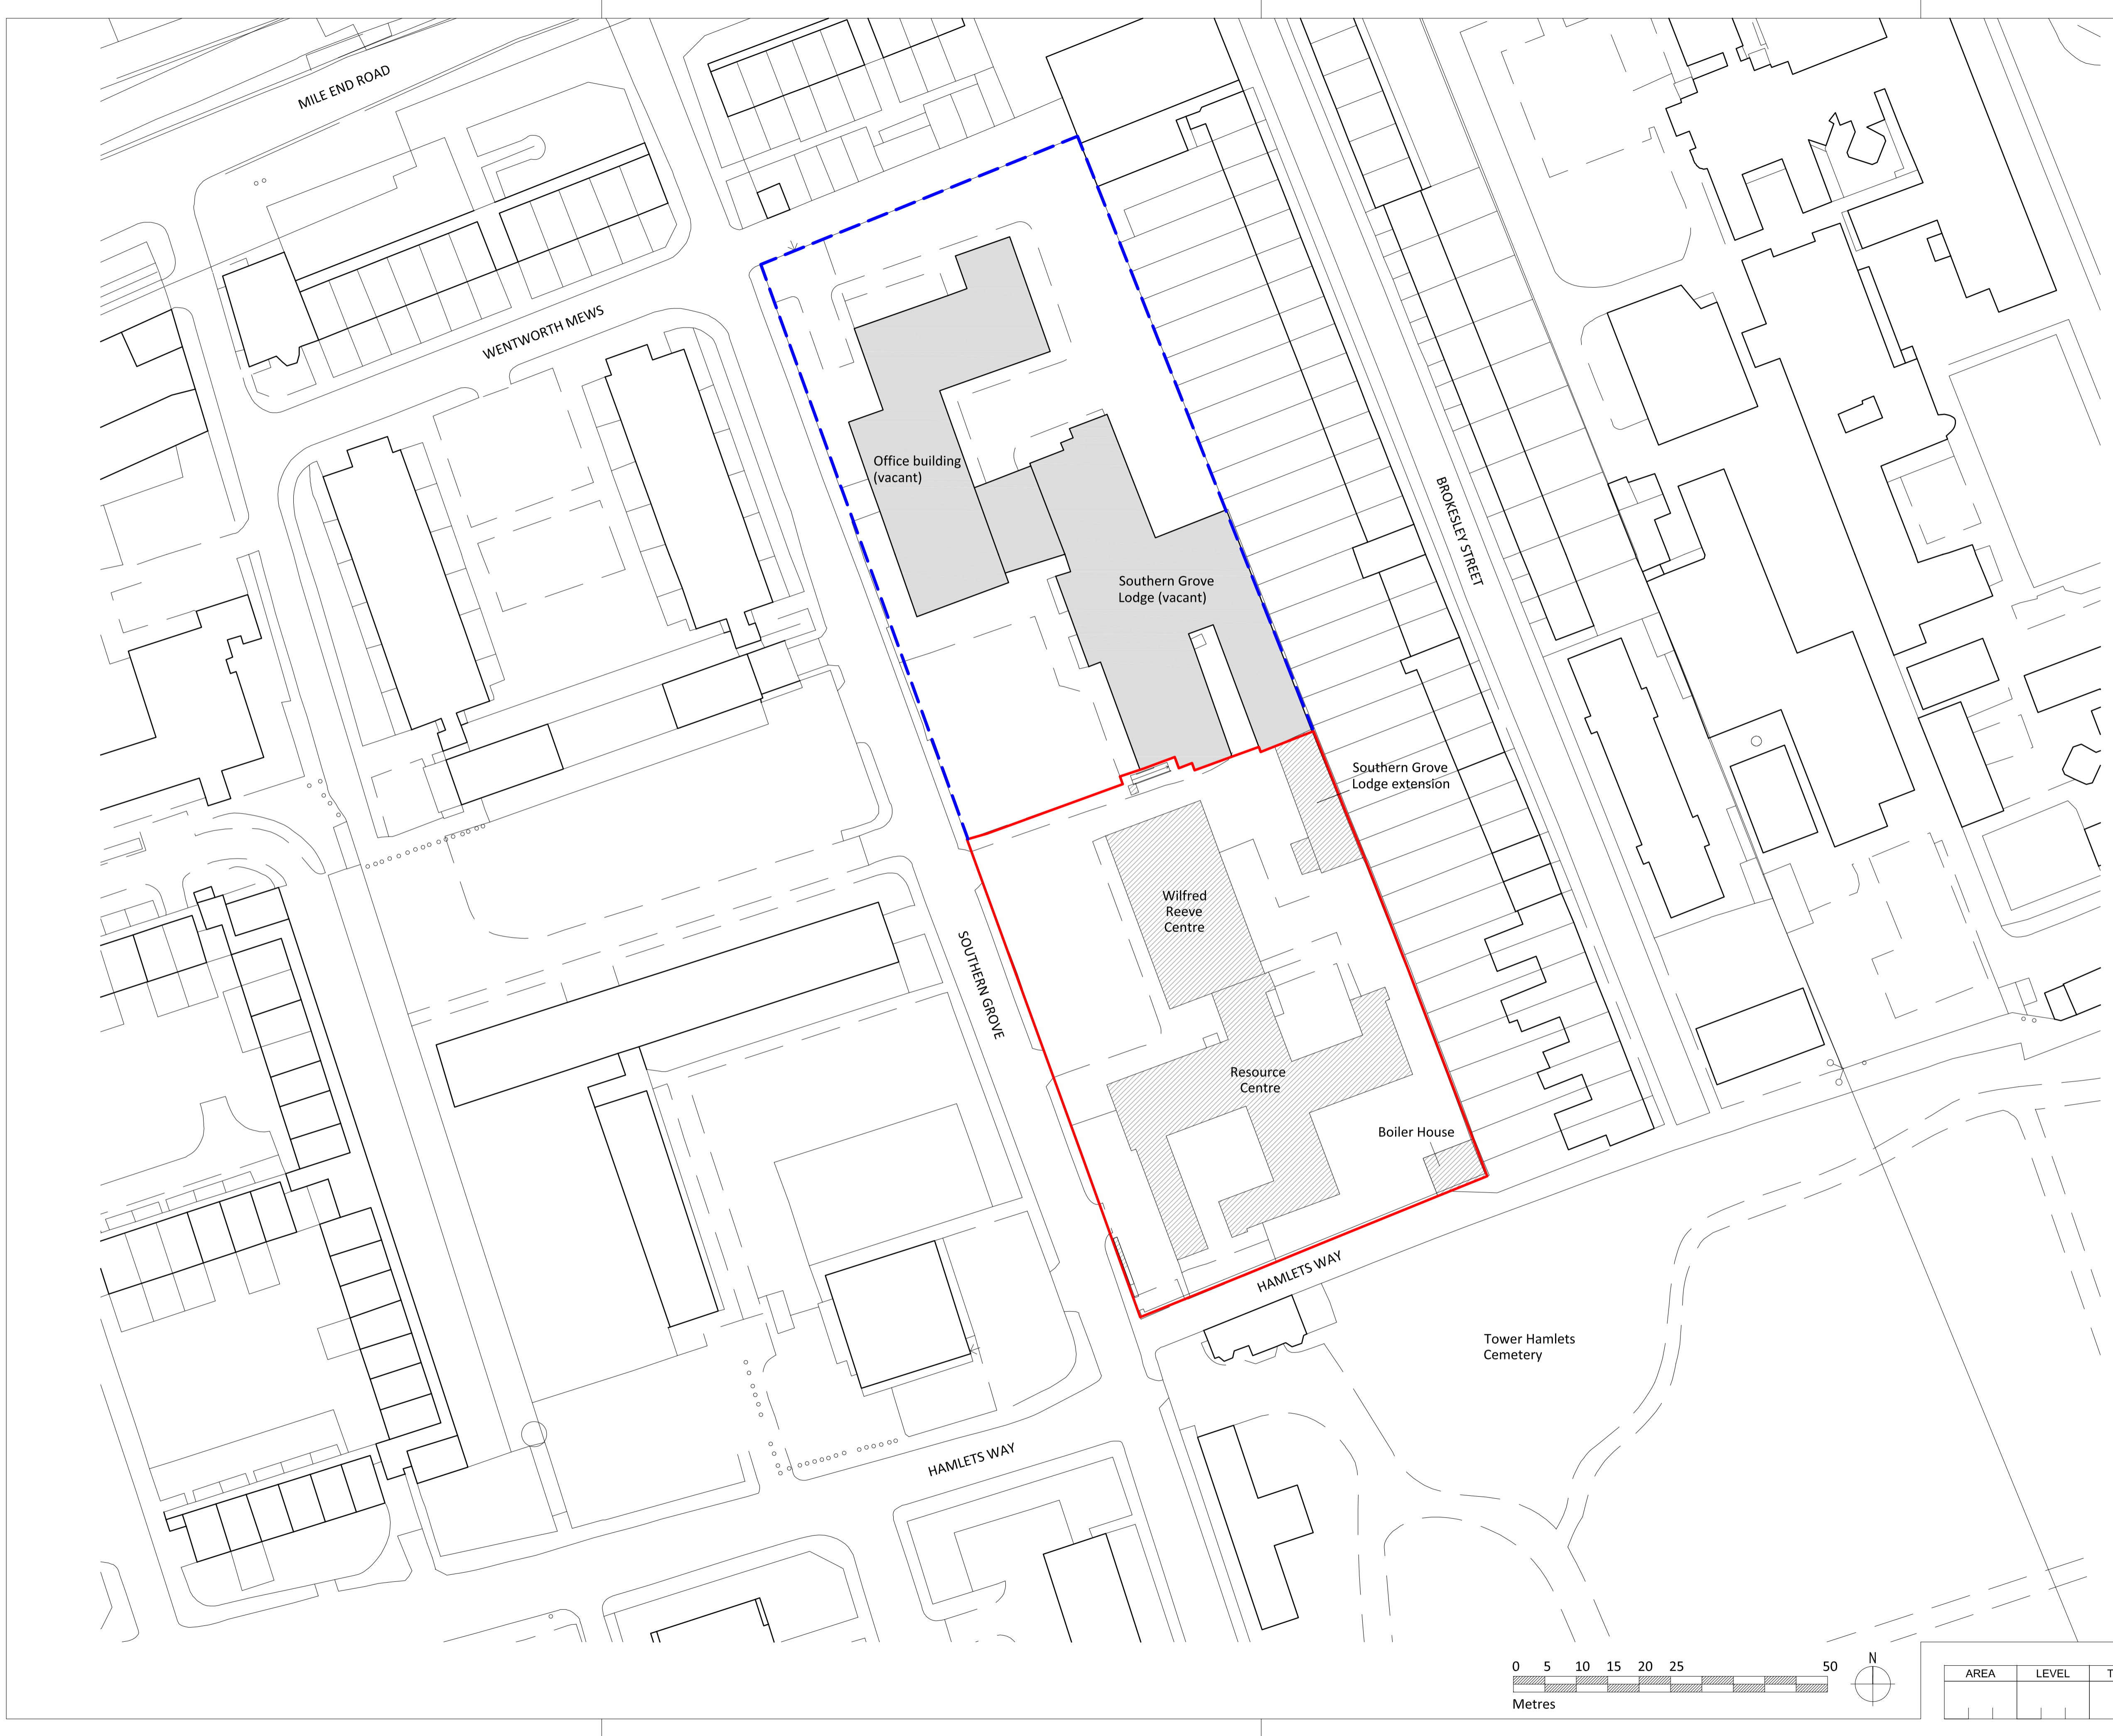 MILE END ROAD
WENTWORTH MEWS
Office building
(vacant)
BROKESLEY STREET
Southern Grove
Lodge (vacant)
Southern Grove
Lodge extension
Wilfred
Reeve
Centre
SOUTHERN GROVE
Resource
Centre
Boiler House
HAMLETS WAY
Tower Hamlets
Cemetery
HAMLETS WAY
0 5 10 15 20 25 50
Metres
N
AREA LEVEL T